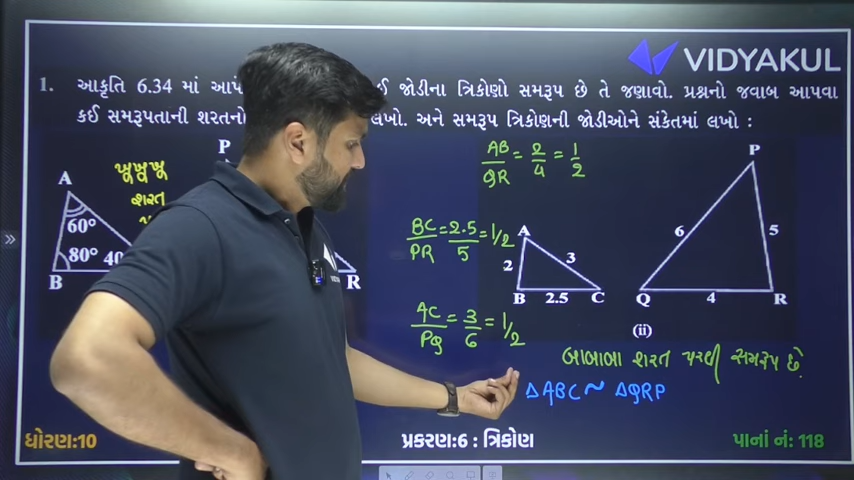 VIDYAKUL
1. આકૃતિ 6.34 માં ઈ જોડીના ત્રિકોણો સમરૂપ છે તે જણાવો. પ્રશ્નનો જવાબ આપવા
કઈ સમરૂપતાની શરતનો લખો. અને સમરૂપ ત્રિકોણની જોડીઓને સંકેતમાં લખો :
ખૂખૂખૂ
શરત
A
60°
80° 40
B
P
R
AB/QR = 2/4 = 1/2
BC/PR = 2.5/5 = 1/2
AC/PQ = 3/6 = 1/2
A
2 3
B 2.5 C
P
6 5
Q 4 R
(ii)
બાબાબા શરત પરથી સમરૂપ છે.
△ABC ~ △QRP
ધોરણ:10
પ્રકરણ:6 : ત્રિકોણ
પાનાં નં: 118